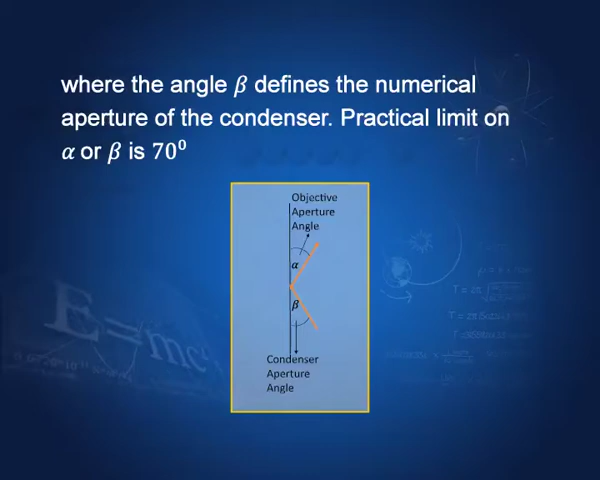 where the angle β defines the numerical
aperture of the condenser. Practical limit on
α or β is 70⁰
Objective
Aperture
Angle
α
β
Condenser
Aperture
Angle
E=mc²